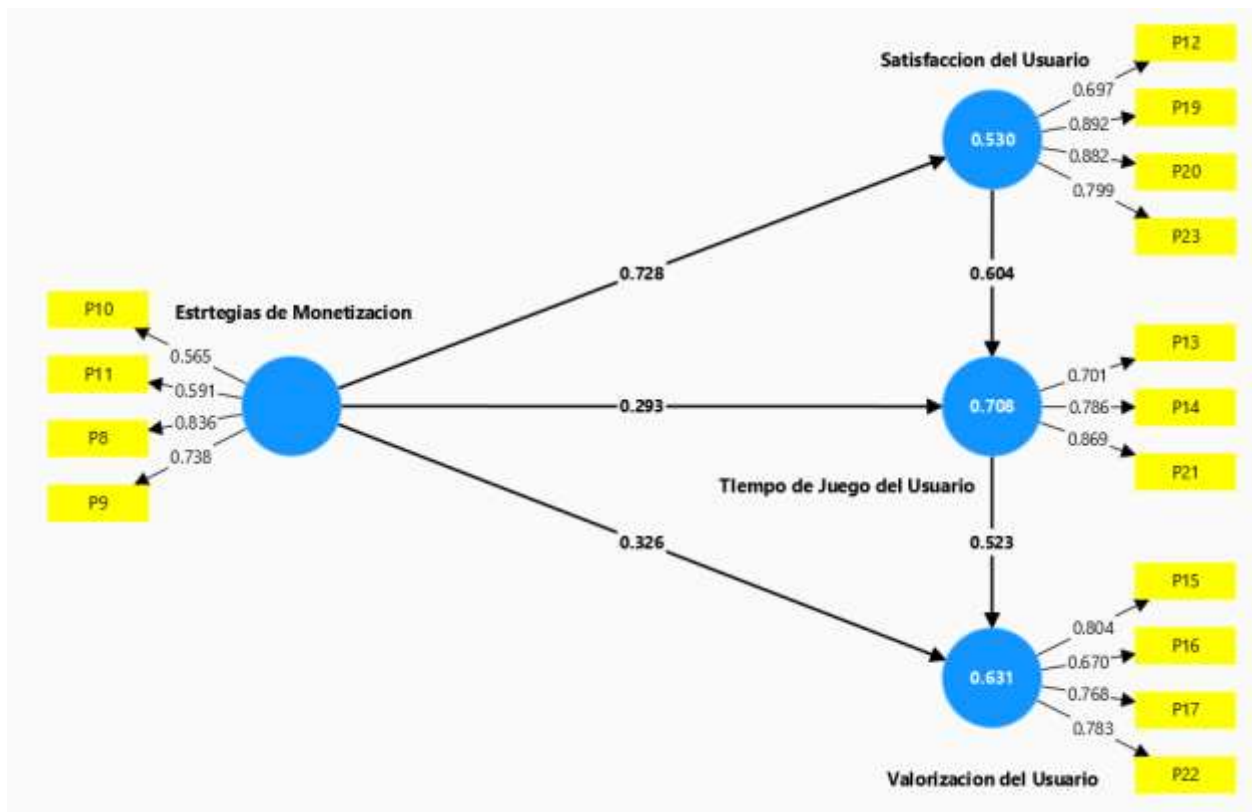 P12
Satisfaccion del Usuario
0.697
P19
0.892
0.530
0.882
P20
0.799
P23
0.728
0.604
P10
Estrtegias de Monetizacion
0.565
P11
0.591
0.836
P8
0.738
P9
P13
0.701
0.293
0.708
0.786
P14
0.869
P21
TIempo de Juego del Usuario
0.326
0.523
P15
0.804
P16
0.670
0.631
0.768
P17
0.783
P22
Valorizacion del Usuario